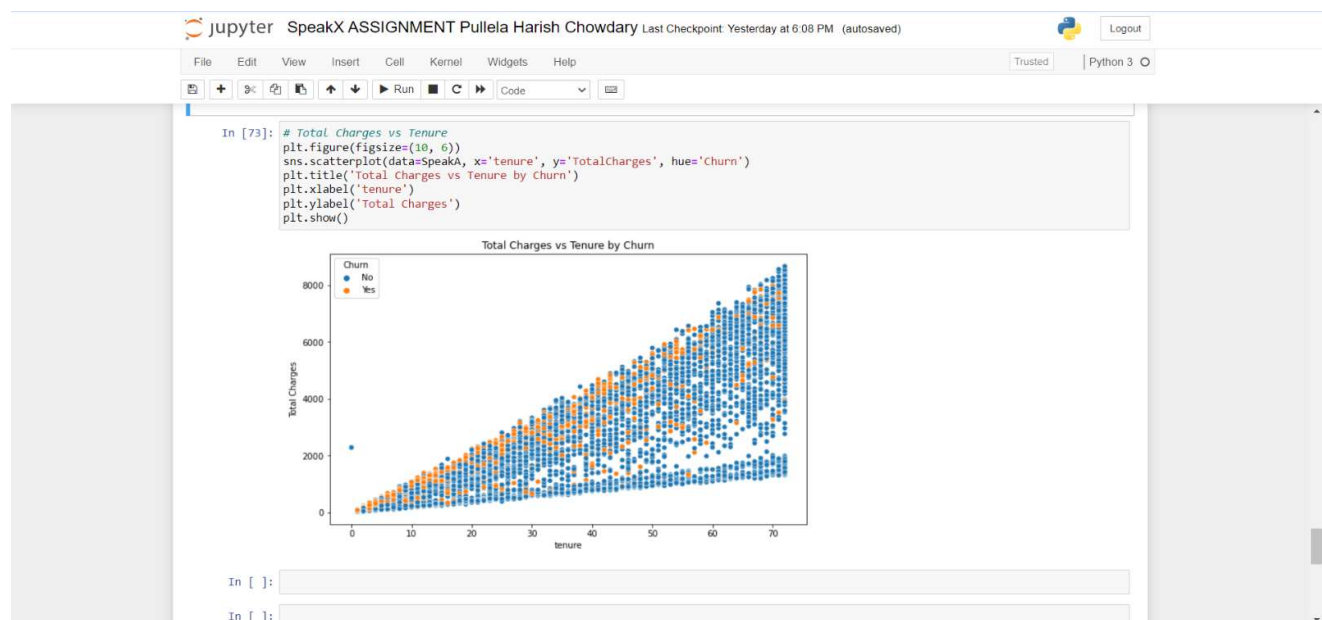 jupyter SpeakX ASSIGNMENT Pullela Harish Chowdary Last Checkpoint: Yesterday at 6:08 PM (autosaved) Logout
File Edit View Insert Cell Kernel Widgets Help Trusted Python 3
Run Code
In [73]: # Total Charges vs Tenure
plt.figure(figsize=(10, 6))
sns.scatterplot(data=SpeakA, x='tenure', y='TotalCharges', hue='Churn')
plt.title('Total Charges vs Tenure by Churn')
plt.xlabel('tenure')
plt.ylabel('Total Charges')
plt.show()
Total Charges vs Tenure by Churn
Churn
No
Yes
8000
6000
4000
2000
0
Total Charges
0 10 20 30 40 50 60 70
tenure
In [ ]:
In [ ]: